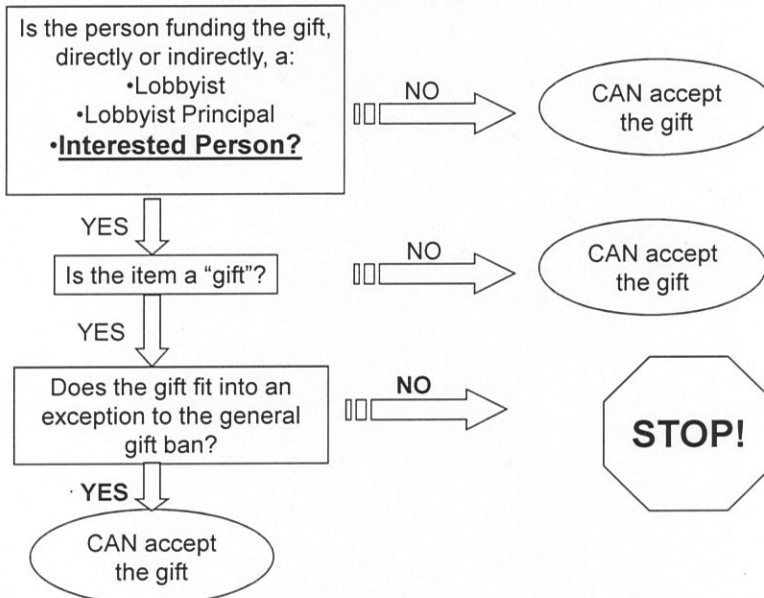 Is the person funding the gift,
directly or indirectly, a:
•Lobbyist
•Lobbyist Principal
•Interested Person?
NO
CAN accept
the gift
YES
Is the item a “gift”?
NO
CAN accept
the gift
YES
Does the gift fit into an
exception to the general
gift ban?
NO
STOP!
YES
CAN accept
the gift